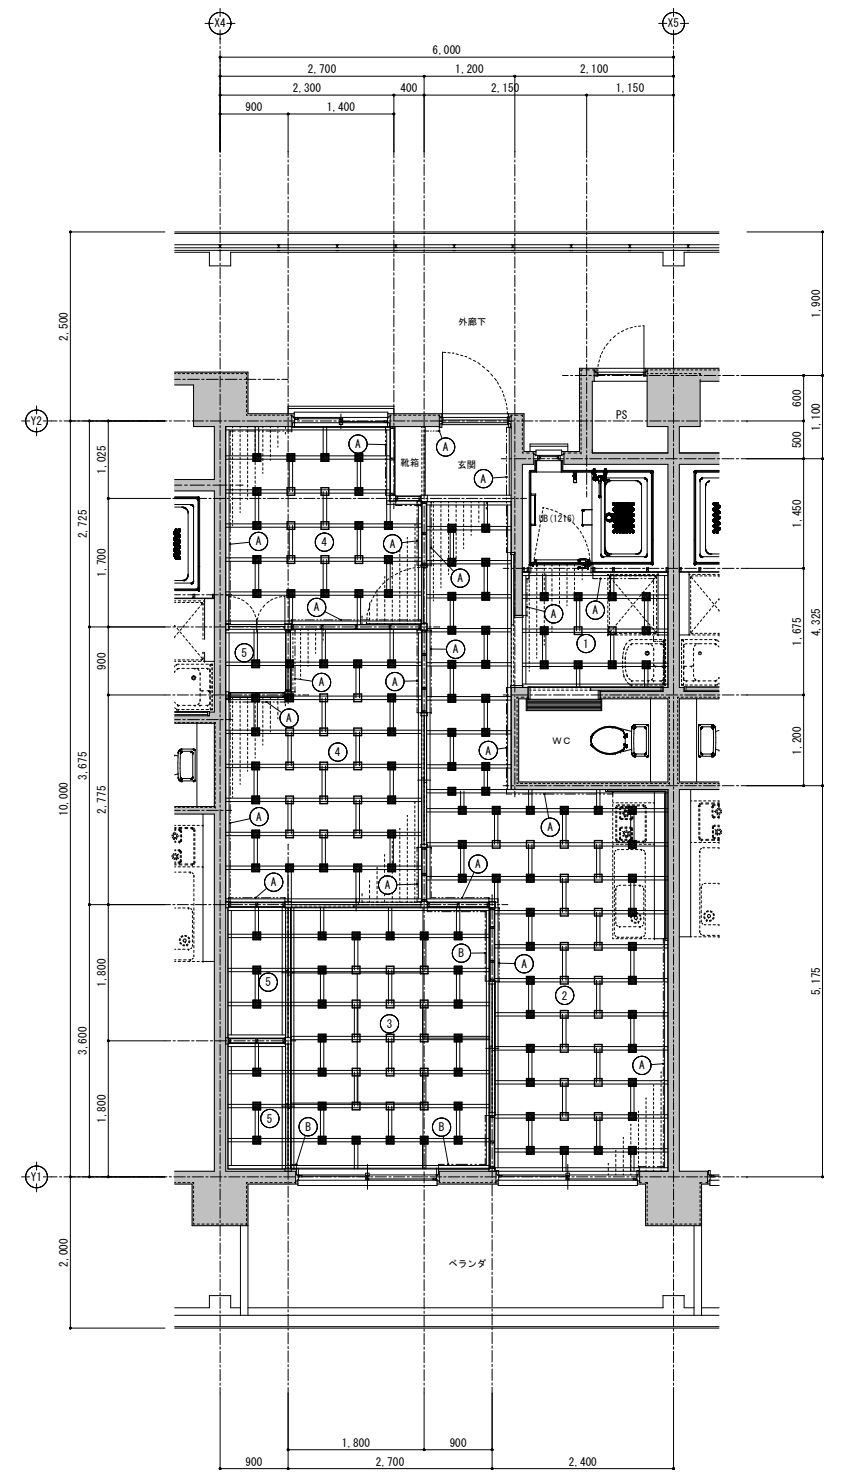 X4
X5
6,000
2,700
1,200
2,100
2,300
400
2,150
1,150
900
1,400
2,500
1,900
外廊下
PS
600
1,100
Y2
500
A
A
靴箱
玄関
A
1,025
2,725
1,450
UB(1216)
A
4
A
1,700
A
A
A
A
4,325
1,675
1
5
A
900
A
A
A
WC
4
A
1,200
10,000
3,675
2,775
A
A
A
A
A
B
A
1,800
5
2
5,175
3
3,600
A
1,800
5
B
B
Y1
2,000
ベランダ
1,800
900
900
2,700
2,400